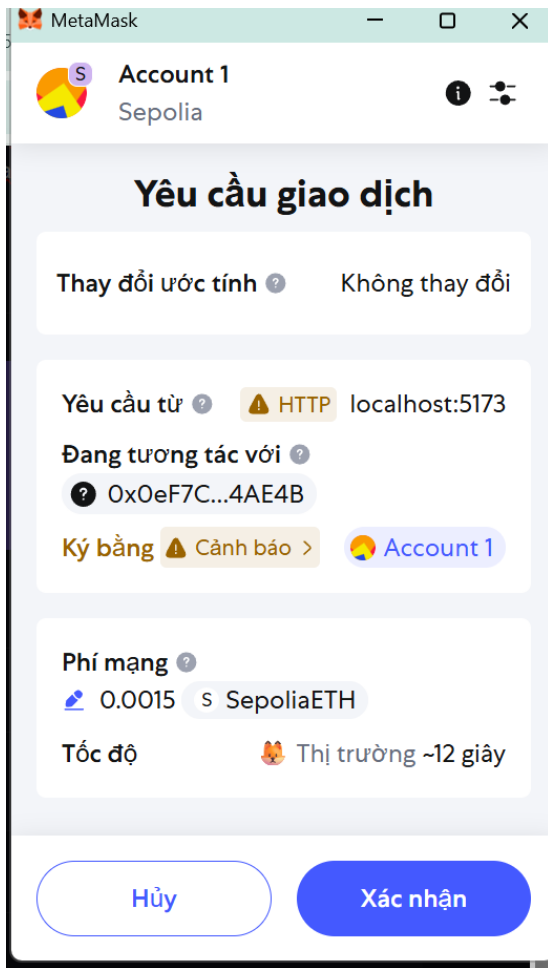 MetaMask
S
Account 1
Sepolia
Yêu cầu giao dịch
Thay đổi ước tính ? Không thay đổi
Yêu cầu từ ? HTTP localhost:5173
Đang tương tác với ?
? 0x0eF7C...4AE4B
Ký bằng Cảnh báo > Account 1
Phí mạng ?
0.0015 S SepoliaETH
Tốc độ Thị trường ~12 giây
Hủy Xác nhận